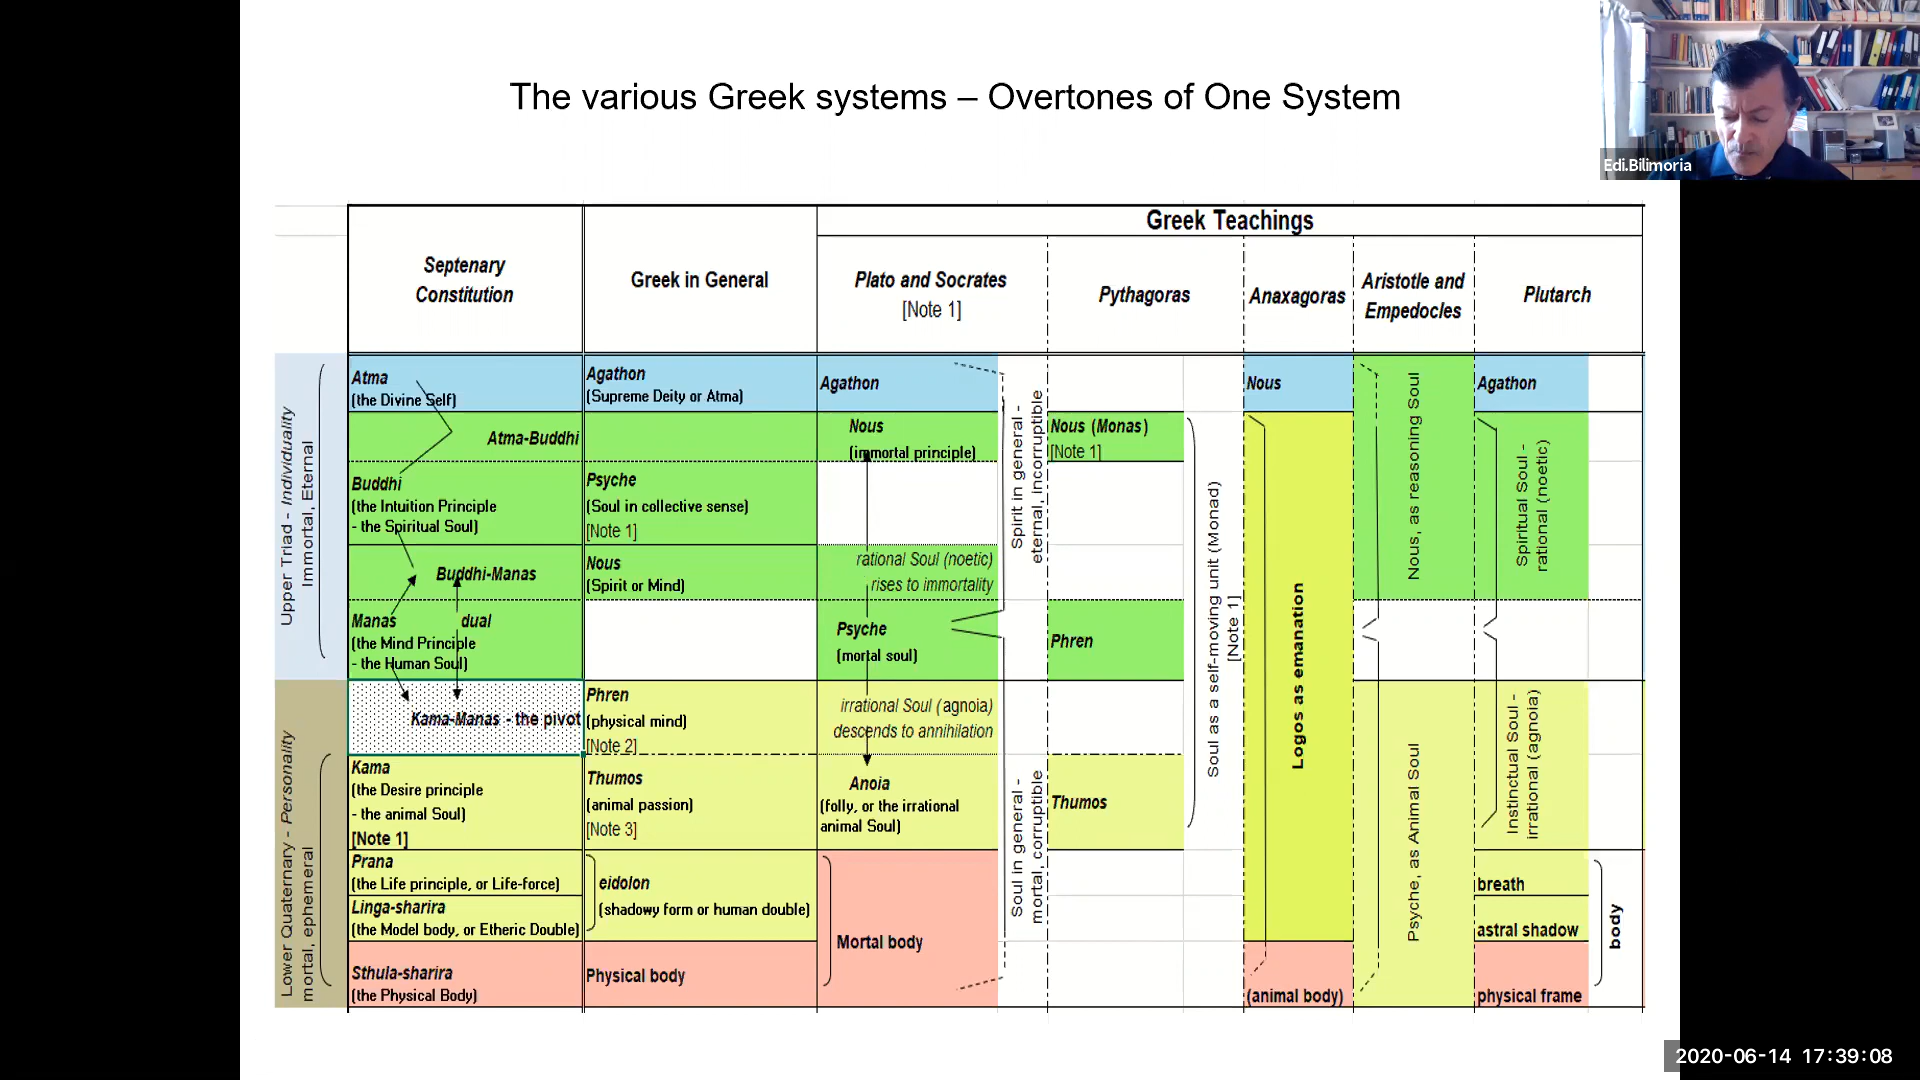 The various Greek systems – Overtones of One System
Edi.Bilimoria
Greek Teachings
Septenary
Constitution
Greek in General
Plato and Socrates
[Note 1]
Pythagoras
Anaxagoras
Aristotle and
Empedocles
Plutarch
Upper Triad - Individuality
Immortal, Eternal
Lower Quaternary - Personality
mortal, ephemeral
Atma
(the Divine Self)
Atma-Buddhi
Buddhi
(the Intuition Principle
- the Spiritual Soul)
Buddhi-Manas
Manas dual
(the Mind Principle
- the Human Soul)
Kama-Manas - the pivot
Kama
(the Desire principle
- the animal Soul)
[Note 1]
Prana
(the Life principle, or Life-force)
Linga-sharira
(the Model body, or Etheric Double)
Sthula-sharira
(the Physical Body)
Agathon
(Supreme Deity or Atma)
Psyche
(Soul in collective sense)
[Note 1]
Nous
(Spirit or Mind)
Phren
(physical mind)
[Note 2]
Thumos
(animal passion)
[Note 3]
eidolon
(shadowy form or human double)
Physical body
Agathon
Nous
(immortal principle)
rational Soul (noetic)
rises to immortality
Psyche
(mortal soul)
irrational Soul (agnoia)
descends to annihilation
Anoia
(folly, or the irrational
animal Soul)
Mortal body
Spirit in general -
eternal, incorruptible
Soul in general -
mortal, corruptible
Nous (Monas)
[Note 1]
Phren
Thumos
Soul as a self-moving unit (Monad)
[Note 1]
Nous
Logos as emanation
(animal body)
Nous, as reasoning Soul
Psyche, as Animal Soul
Agathon
Spiritual Soul -
rational (noetic)
Instinctual Soul -
irrational (agnoia)
breath
astral shadow
physical frame
body
2020-06-14 17:39:08